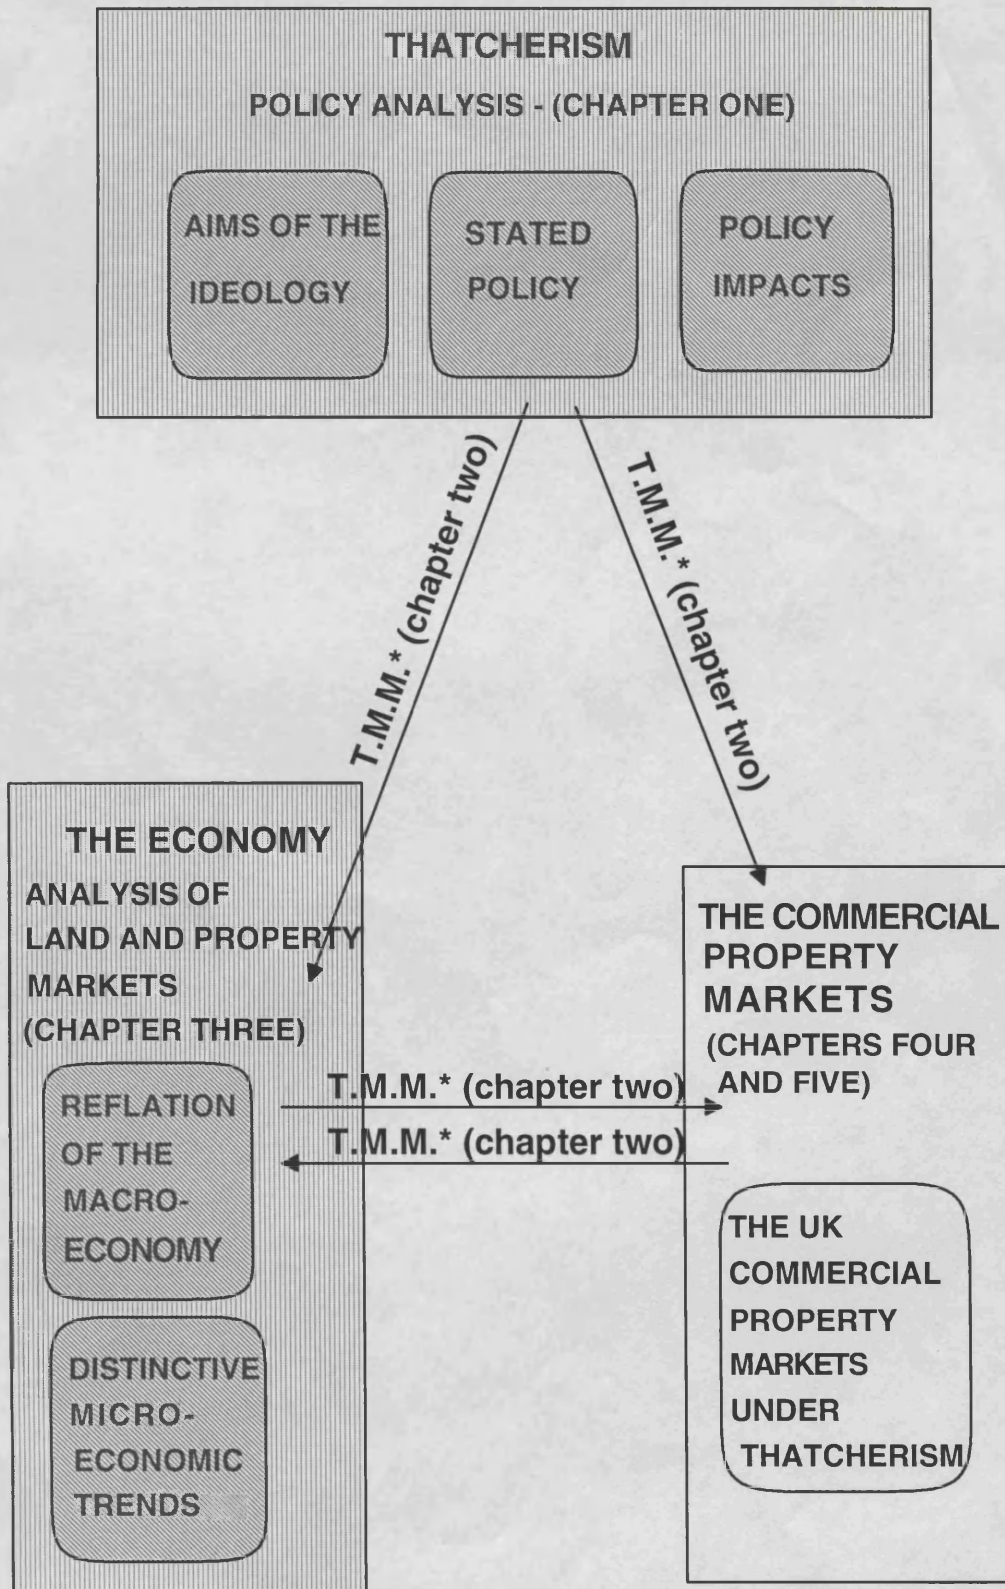 THATCHERISM
POLICY ANALYSIS - (CHAPTER ONE)
AIMS OF THE
IDEOLOGY
STATED
POLICY
POLICY
IMPACTS
T.M.M.* (chapter two)
T.M.M.* (chapter two)
THE ECONOMY
ANALYSIS OF
LAND AND PROPERTY
MARKETS
(CHAPTER THREE)
REFLATION
OF THE
MACRO-
ECONOMY
DISTINCTIVE
MICRO-
ECONOMIC
TRENDS
T.M.M.* (chapter two)
T.M.M.* (chapter two)
THE COMMERCIAL
PROPERTY
MARKETS
(CHAPTERS FOUR
AND FIVE)
THE UK
COMMERCIAL
PROPERTY
MARKETS
UNDER
THATCHERISM